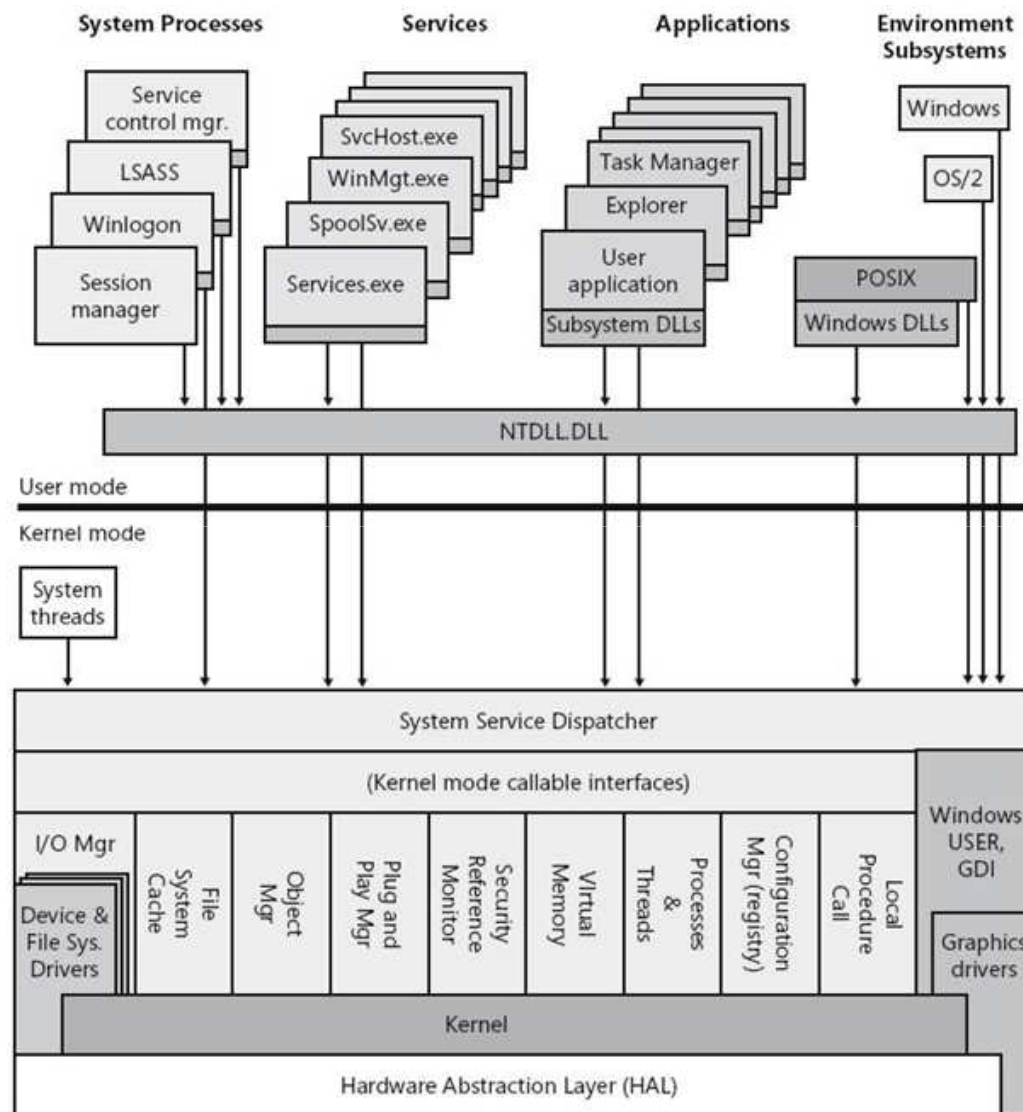 System Processes
Services
Applications
Environment
Subsystems
Service
control mgr.
LSASS
Winlogon
Session
manager
SvcHost.exe
WinMgt.exe
SpoolSv.exe
Services.exe
Task Manager
Explorer
User
application
Subsystem DLLs
Windows
OS/2
POSIX
Windows DLLs
NTDLL.DLL
User mode
Kernel mode
System
threads
System Service Dispatcher
(Kernel mode callable interfaces)
I/O Mgr
Device &
File Sys.
Drivers
File
System
Cache
Object
Mgr
Plug and
Play Mgr
Security
Reference
Monitor
VIrtual
Memory
Processes
&
Threads
Configuration
Mgr (registry)
Local
Procedure
Call
Windows
USER,
GDI
Graphics
drivers
Kernel
Hardware Abstraction Layer (HAL)